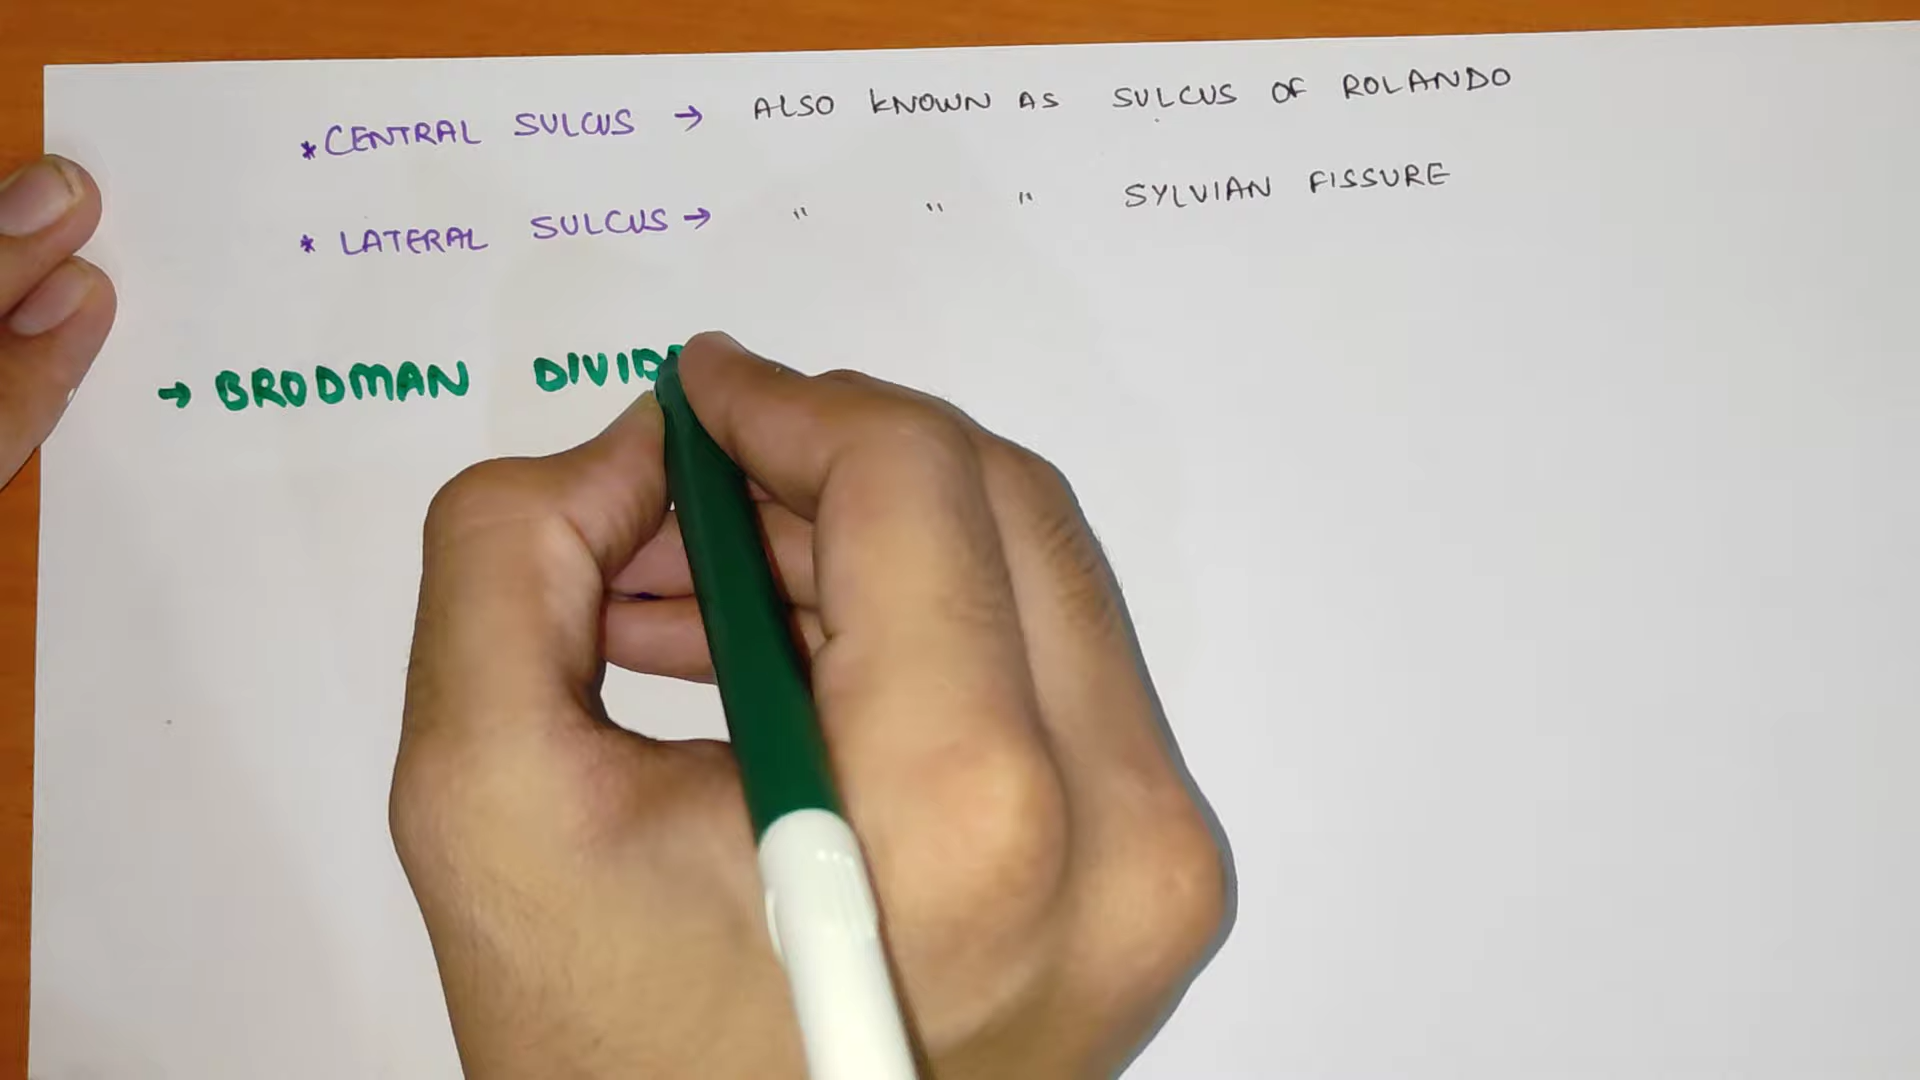 * CENTRAL SULCUS → ALSO KNOWN AS SULCUS OF ROLANDO
* LATERAL SULCUS → " " " SYLVIAN FISSURE
→ BRODMAN